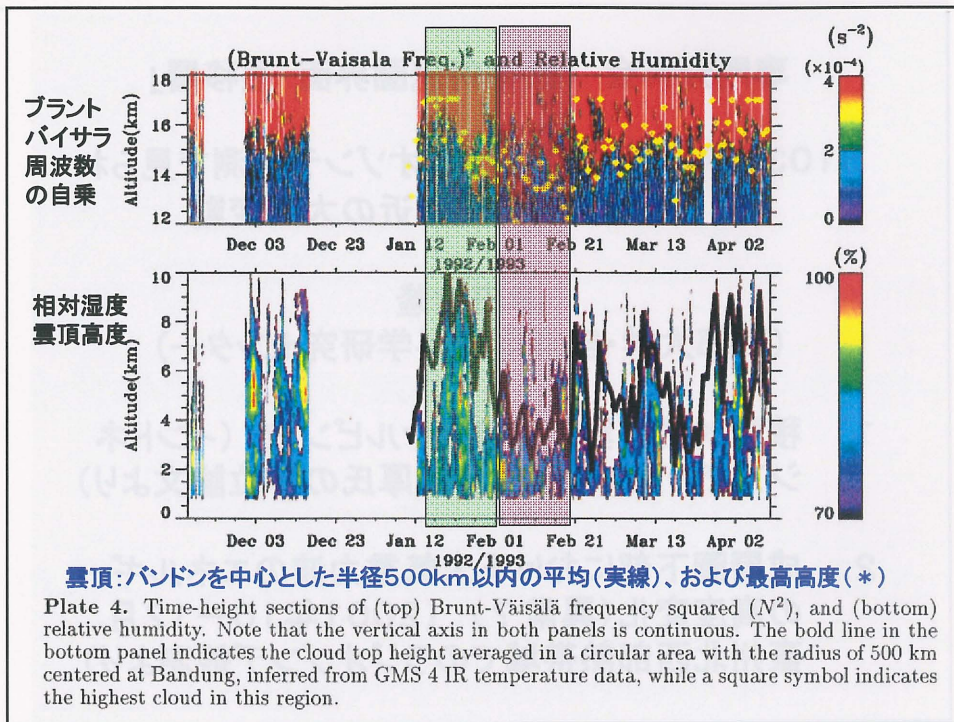 (Brunt-Vaisala Freq.)² and Relative Humidity
(s⁻²)
(×10⁻⁴)
ブラント
バイサラ
周波数
の自乗
Altitude(km)
18
16
14
12
4
2
0
Dec 03 Dec 23 Jan 12 Feb 01 Feb 21 Mar 13 Apr 02
1992/1993
相対湿度
雲頂高度
Altitude(km)
10
8
6
4
2
0
(%)
100
70
Dec 03 Dec 23 Jan 12 Feb 01 Feb 21 Mar 13 Apr 02
1992/1993
雲頂:バンドンを中心とした半径500km以内の平均(実線)、および最高高度(*)
Plate 4. Time-height sections of (top) Brunt-Väisälä frequency squared (N²), and (bottom)
relative humidity. Note that the vertical axis in both panels is continuous. The bold line in the
bottom panel indicates the cloud top height averaged in a circular area with the radius of 500 km
centered at Bandung, inferred from GMS 4 IR temperature data, while a square symbol indicates
the highest cloud in this region.